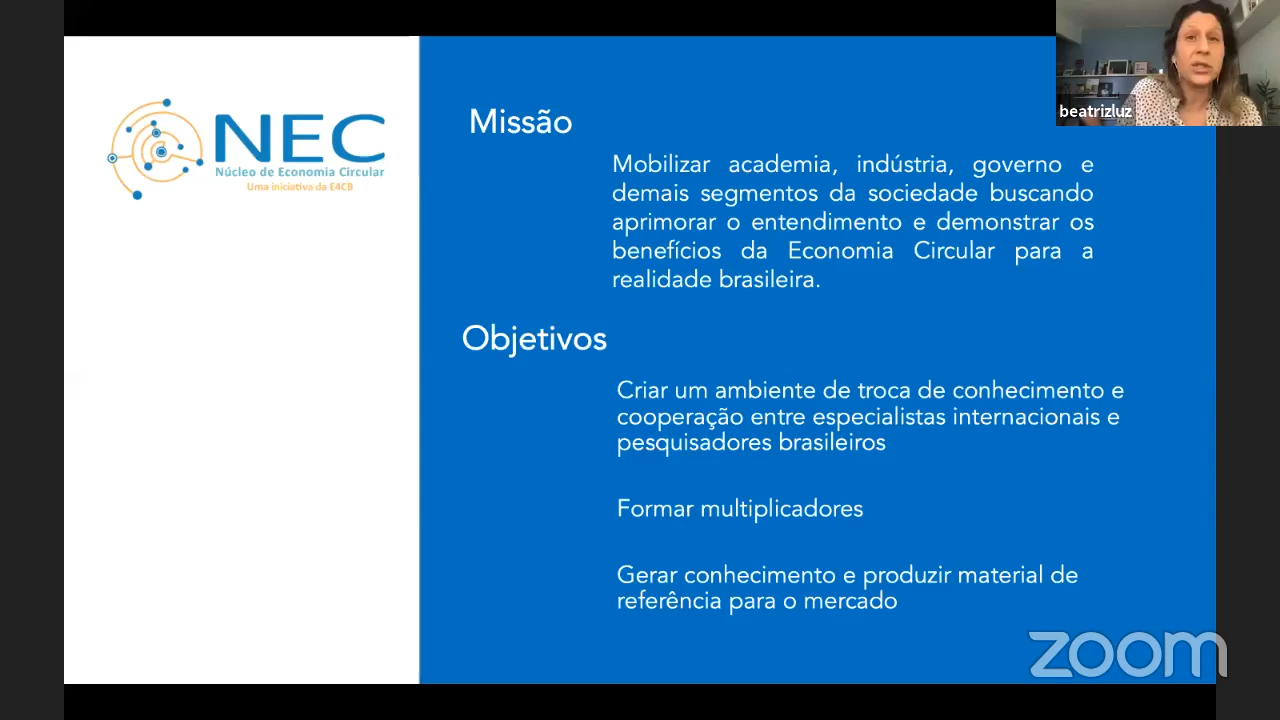 beatrizluz
NEC
Núcleo de Economia Circular
Uma iniciativa da E4CB
Missão
Mobilizar academia, indústria, governo e
demais segmentos da sociedade buscando
aprimorar o entendimento e demonstrar os
benefícios da Economia Circular para a
realidade brasileira.
Objetivos
Criar um ambiente de troca de conhecimento e
cooperação entre especialistas internacionais e
pesquisadores brasileiros
Formar multiplicadores
Gerar conhecimento e produzir material de
referência para o mercado
zoom